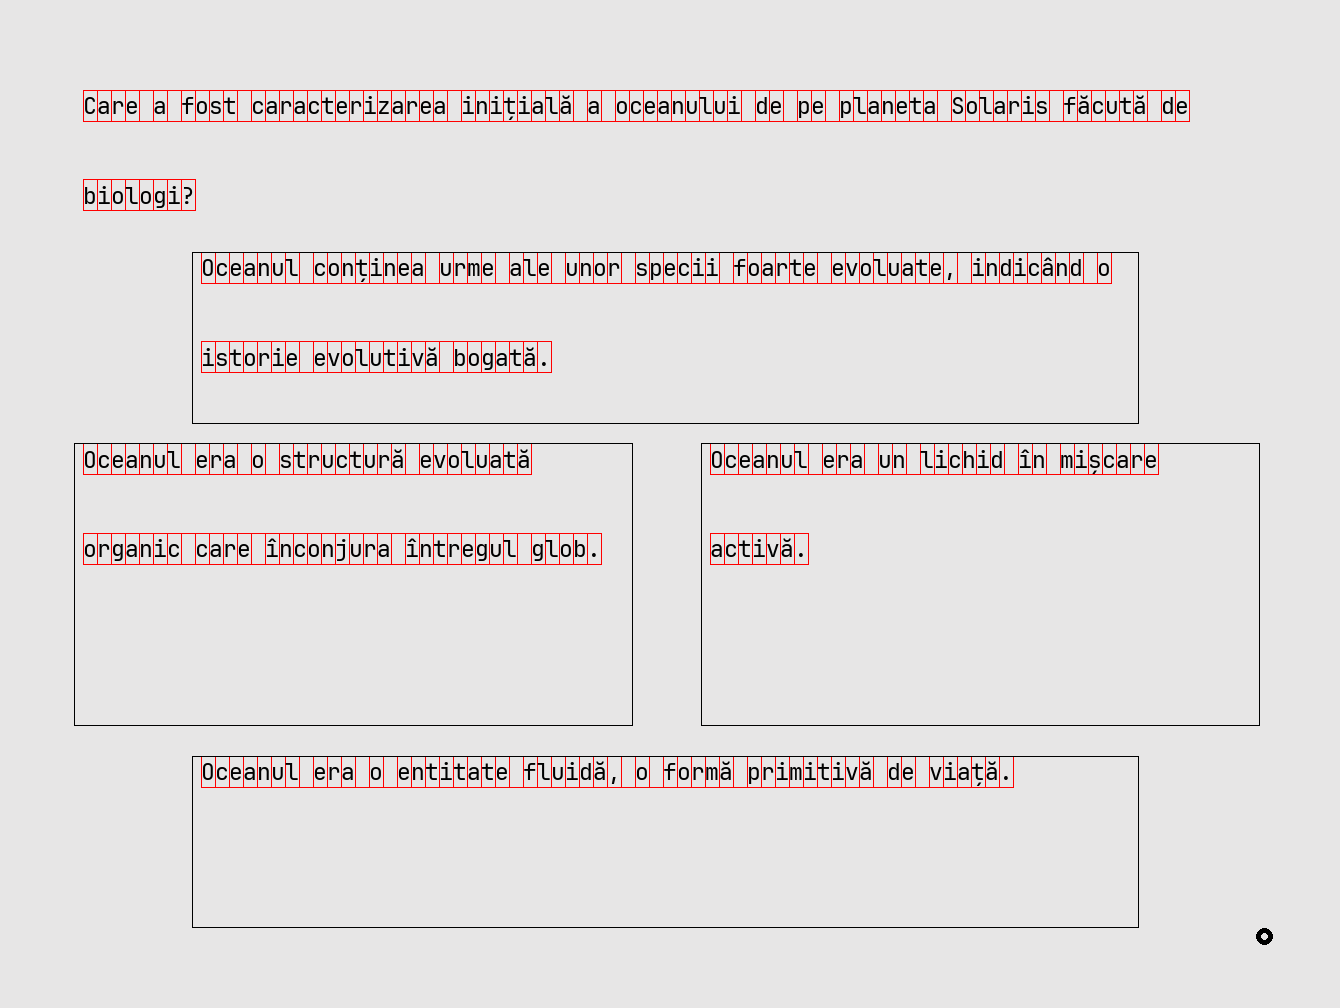 Care a fost caracterizarea inițială a oceanului de pe planeta Solaris făcută de
biologi?
Oceanul conținea urme ale unor specii foarte evoluate, indicând o
istorie evolutivă bogată.
Oceanul era o structură evoluată
organic care înconjura întregul glob.
Oceanul era un lichid în mișcare
activă.
Oceanul era o entitate fluidă, o formă primitivă de viață.